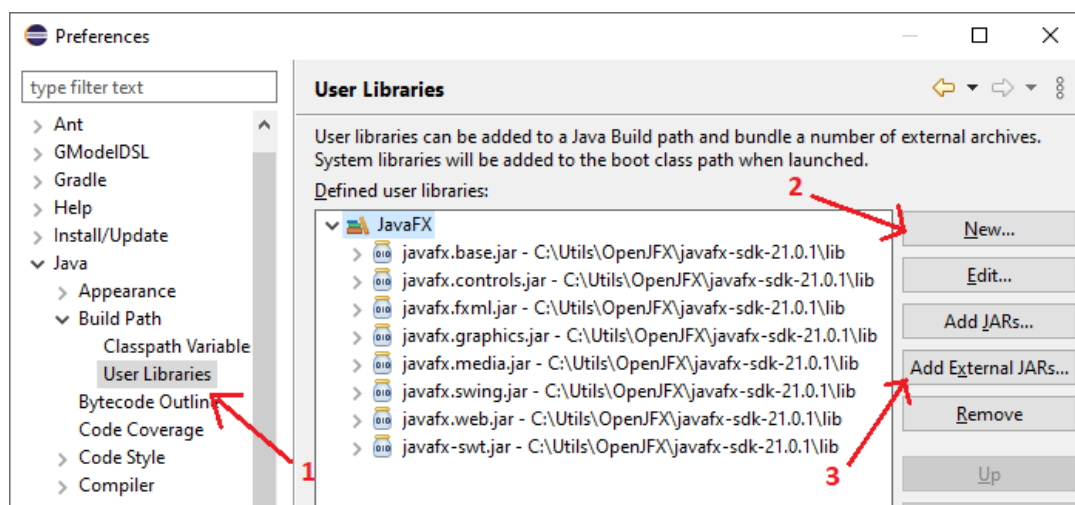 Preferences
type filter text
Ant
GModelDSL
Gradle
Help
Install/Update
Java
Appearance
Build Path
Classpath Variable
User Libraries
Bytecode Outline
Code Coverage
Code Style
Compiler
1
User Libraries
User libraries can be added to a Java Build path and bundle a number of external archives.
System libraries will be added to the boot class path when launched.
Defined user libraries:
2
JavaFX
javafx.base.jar - C:\Utils\OpenJFX\javafx-sdk-21.0.1\lib
javafx.controls.jar - C:\Utils\OpenJFX\javafx-sdk-21.0.1\lib
javafx.fxml.jar - C:\Utils\OpenJFX\javafx-sdk-21.0.1\lib
javafx.graphics.jar - C:\Utils\OpenJFX\javafx-sdk-21.0.1\lib
javafx.media.jar - C:\Utils\OpenJFX\javafx-sdk-21.0.1\lib
javafx.swing.jar - C:\Utils\OpenJFX\javafx-sdk-21.0.1\lib
javafx.web.jar - C:\Utils\OpenJFX\javafx-sdk-21.0.1\lib
javafx-swt.jar - C:\Utils\OpenJFX\javafx-sdk-21.0.1\lib
3
New...
Edit...
Add JARs...
Add External JARs...
Remove
Up